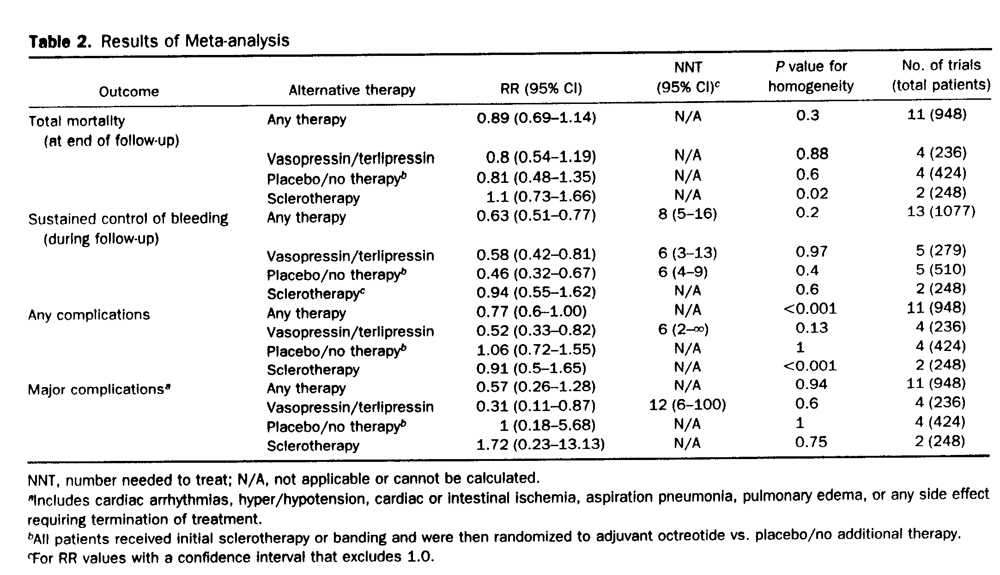 Table 2. Results of Meta-analysis
Outcome Alternative therapy RR (95% CI) NNT (95% CI)c P value for homogeneity No. of trials (total patients)
Total mortality Any therapy 0.89 (0.69–1.14) N/A 0.3 11 (948)
(at end of follow-up)
Vasopressin/terlipressin 0.8 (0.54–1.19) N/A 0.88 4 (236)
Placebo/no therapyb 0.81 (0.48–1.35) N/A 0.6 4 (424)
Sclerotherapy 1.1 (0.73–1.66) N/A 0.02 2 (248)
Sustained control of bleeding Any therapy 0.63 (0.51–0.77) 8 (5–16) 0.2 13 (1077)
(during follow-up)
Vasopressin/terlipressin 0.58 (0.42–0.81) 6 (3–13) 0.97 5 (279)
Placebo/no therapyb 0.46 (0.32–0.67) 6 (4–9) 0.4 5 (510)
Sclerotherapyc 0.94 (0.55–1.62) N/A 0.6 2 (248)
Any complications Any therapy 0.77 (0.6–1.00) N/A <0.001 11 (948)
Vasopressin/terlipressin 0.52 (0.33–0.82) 6 (2–∞) 0.13 4 (236)
Placebo/no therapyb 1.06 (0.72–1.55) N/A 1 4 (424)
Sclerotherapy 0.91 (0.5–1.65) N/A <0.001 2 (248)
Major complicationsa Any therapy 0.57 (0.26–1.28) N/A 0.94 11 (948)
Vasopressin/terlipressin 0.31 (0.11–0.87) 12 (6–100) 0.6 4 (236)
Placebo/no therapyb 1 (0.18–5.68) N/A 1 4 (424)
Sclerotherapy 1.72 (0.23–13.13) N/A 0.75 2 (248)
NNT, number needed to treat; N/A, not applicable or cannot be calculated.
aIncludes cardiac arrhythmias, hyper/hypotension, cardiac or intestinal ischemia, aspiration pneumonia, pulmonary edema, or any side effect
requiring termination of treatment.
bAll patients received initial sclerotherapy or banding and were then randomized to adjuvant octreotide vs. placebo/no additional therapy.
cFor RR values with a confidence interval that excludes 1.0.